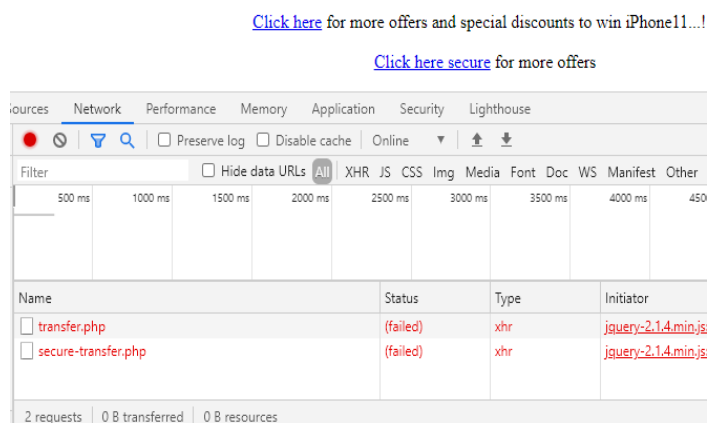 Click here for more offers and special discounts to win iPhone11...!
Click here secure for more offers
Sources Network Performance Memory Application Security Lighthouse
Preserve log Disable cache Online
Filter Hide data URLs All XHR JS CSS Img Media Font Doc WS Manifest Other
500 ms 1000 ms 1500 ms 2000 ms 2500 ms 3000 ms 3500 ms 4000 ms 450
Name Status Type Initiator
transfer.php (failed) xhr jquery-2.1.4.min.js:
secure-transfer.php (failed) xhr jquery-2.1.4.min.js:
2 requests 0 B transferred 0 B resources